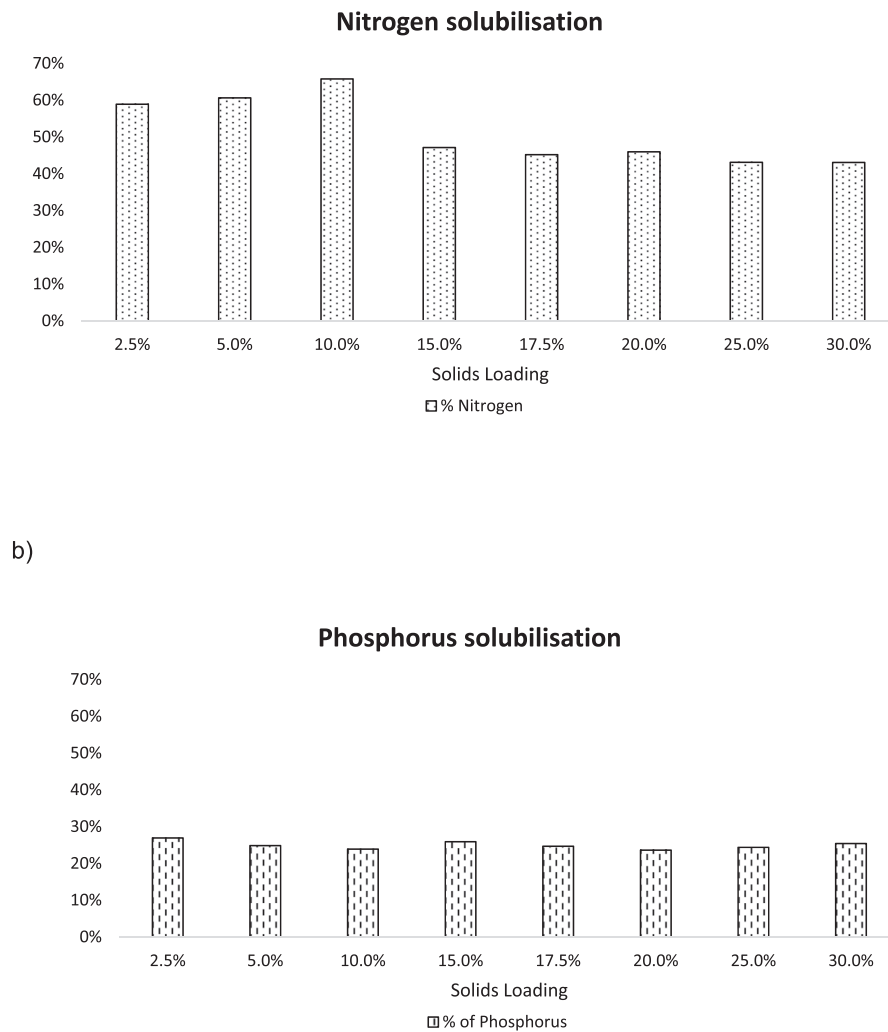 Nitrogen solubilisation
70%
60%
50%
40%
30%
20%
10%
0%
2.5% 5.0% 10.0% 15.0% 17.5% 20.0% 25.0% 30.0%
Solids Loading
% Nitrogen
b)
Phosphorus solubilisation
70%
60%
50%
40%
30%
20%
10%
0%
2.5% 5.0% 10.0% 15.0% 17.5% 20.0% 25.0% 30.0%
Solids Loading
% of Phosphorus